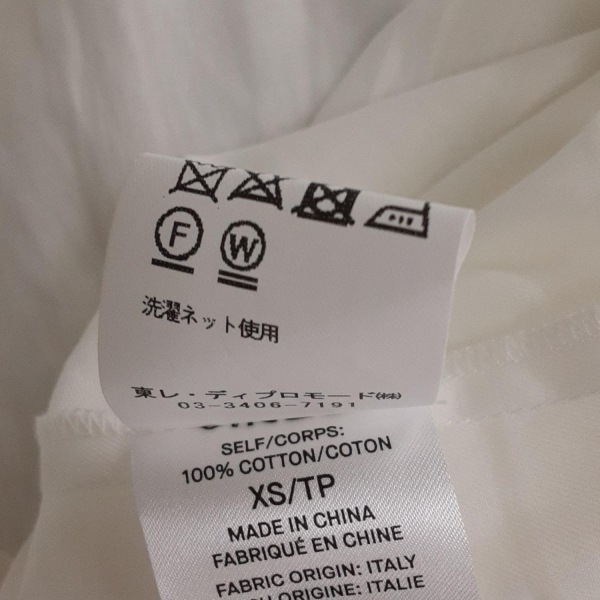 F W
洗濯ネット使用
東レ・ディプロモード㈱
03-3406-7191
SELF/CORPS:
100% COTTON/COTON
XS/TP
MADE IN CHINA
FABRIQUÉ EN CHINE
FABRIC ORIGIN: ITALY
ORIGINE: ITALIE